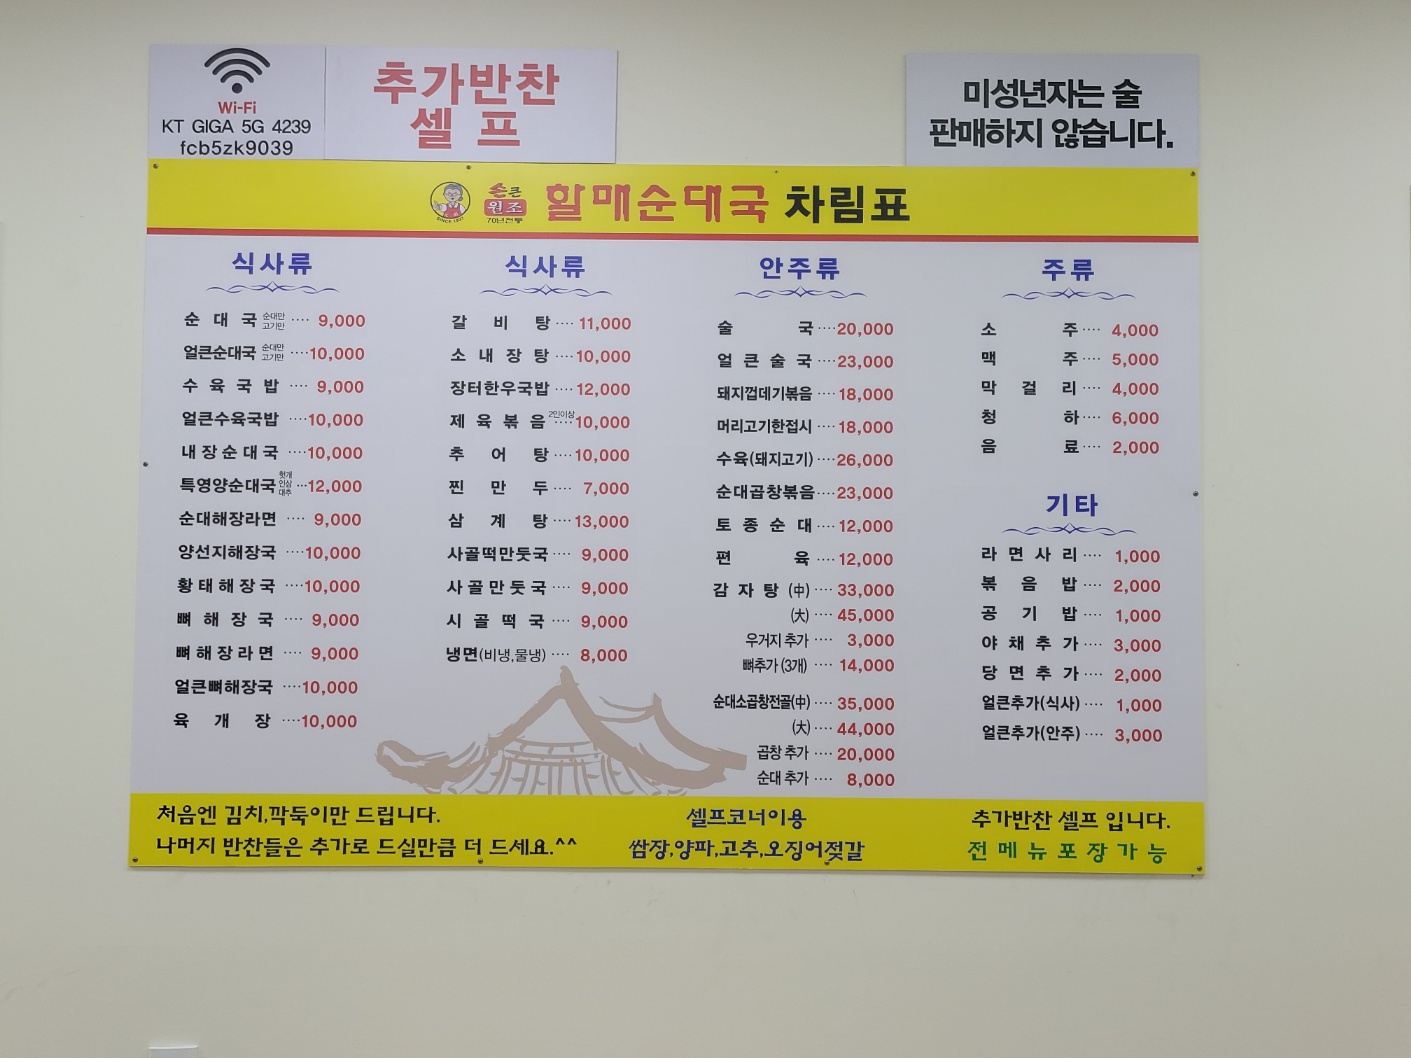 Wi-Fi
KT GIGA 5G 4239
fcb5zk9039
추가반찬
셀 프
미성년자는 술
판매하지 않습니다.
SINCE 1971
손큰
원조
70년전통
할매순대국 차림표
식사류
순 대 국 순대만 고기만 ···· 9,000
얼큰순대국 순대만 고기만 ····10,000
수 육 국 밥 ···· 9,000
얼큰수육국밥 ····10,000
내 장 순 대 국 ····10,000
특영양순대국 헛개 인삼 대추 ···12,000
순대해장라면 ···· 9,000
양선지해장국 ····10,000
황 태 해 장 국 ····10,000
뼈 해 장 국 ···· 9,000
뼈 해 장 라 면 ···· 9,000
얼큰뼈해장국 ····10,000
육 개 장 ····10,000
식사류
갈 비 탕 ···· 11,000
소 내 장 탕 ····10,000
장터한우국밥 ····12,000
제 육 볶 음 2인이상 ····10,000
추 어 탕 ····10,000
찐 만 두 ···· 7,000
삼 계 탕 ····13,000
사골떡만둣국 ···· 9,000
사 골 만 둣 국 ···· 9,000
시 골 떡 국 ···· 9,000
냉면(비냉,물냉) ···· 8,000
안주류
술 국 ····20,000
얼 큰 술 국 ····23,000
돼지껍데기볶음 ····18,000
머리고기한접시 ····18,000
수육(돼지고기) ····26,000
순대곱창볶음 ····23,000
토 종 순 대 ····12,000
편 육 ····12,000
감 자 탕 (中) ···· 33,000
(大) ···· 45,000
우거지 추가 ···· 3,000
뼈추가 (3개) ···· 14,000
순대소곱창전골(中) ···· 35,000
(大) ···· 44,000
곱창 추가 ···· 20,000
순대 추가 ···· 8,000
주류
소 주 ···· 4,000
맥 주 ···· 5,000
막 걸 리 ···· 4,000
청 하 ···· 6,000
음 료 ···· 2,000
기타
라 면 사 리 ···· 1,000
볶 음 밥 ···· 2,000
공 기 밥 ···· 1,000
야 채 추 가 ···· 3,000
당 면 추 가 ···· 2,000
얼큰추가(식사) ···· 1,000
얼큰추가(안주) ···· 3,000
처음엔 김치,깍둑이만 드립니다.
나머지 반찬들은 추가로 드실만큼 더 드세요.^^
셀프코너이용
쌈장,양파,고추,오징어젖갈
추가반찬 셀프 입니다.
전 메 뉴 포 장 가 능